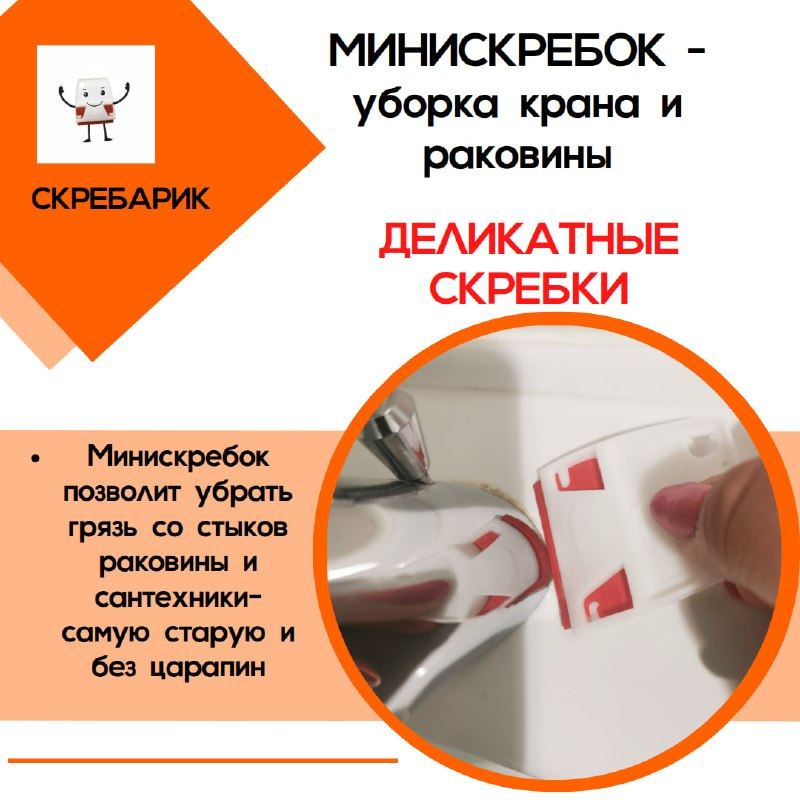 МИНИСКРЕБОК -
уборка крана и
раковины
СКРЕБАРИК
ДЕЛИКАТНЫЕ
СКРЕБКИ
• Минискребок
позволит убрать
грязь со стыков
раковины и
сантехники-
самую старую и
без царапин